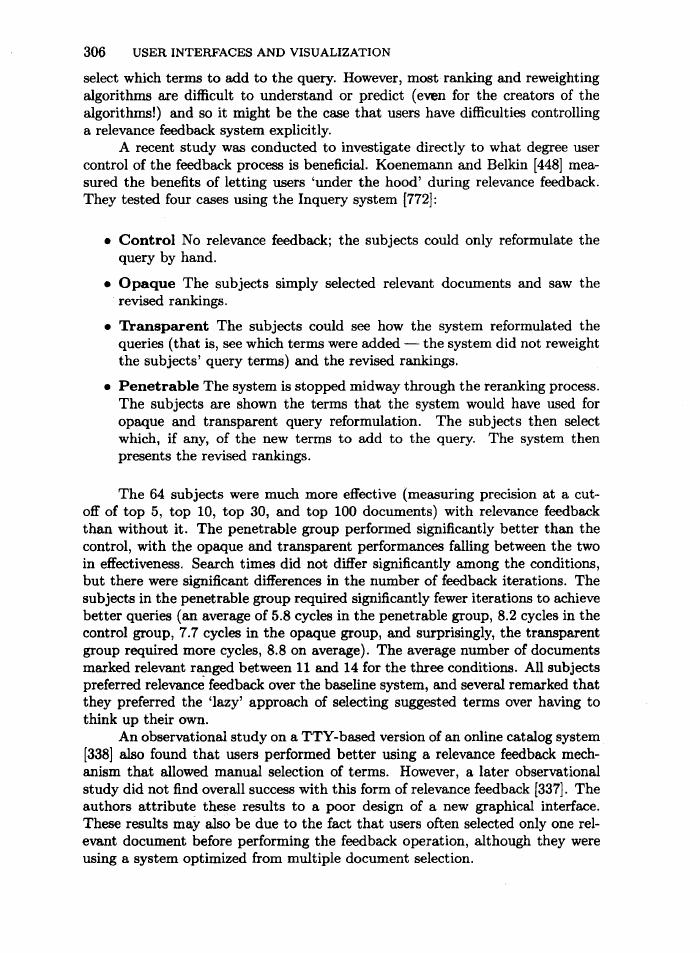 306 USER INTERFACES AND VISUALIZATION
select which terms to add to the query. However, most ranking and reweighting
algorithms are difficult to understand or predict (even for the creators of the
algorithms!) and so it might be the case that users have difficulties controlling
a relevance feedback system explicitly.
A recent study was conducted to investigate directly to what degree user
control of the feedback process is beneficial. Koenemann and Belkin [448] mea-
sured the benefits of letting users ‘under the hood’ during relevance feedback.
They tested four cases using the Inquery system [772]:
• Control No relevance feedback; the subjects could only reformulate the
query by hand.
• Opaque The subjects simply selected relevant documents and saw the
revised rankings.
• Transparent The subjects could see how the system reformulated the
queries (that is, see which terms were added — the system did not reweight
the subjects’ query terms) and the revised rankings.
• Penetrable The system is stopped midway through the reranking process.
The subjects are shown the terms that the system would have used for
opaque and transparent query reformulation. The subjects then select
which, if any, of the new terms to add to the query. The system then
presents the revised rankings.
The 64 subjects were much more effective (measuring precision at a cut-
off of top 5, top 10, top 30, and top 100 documents) with relevance feedback
than without it. The penetrable group performed significantly better than the
control, with the opaque and transparent performances falling between the two
in effectiveness. Search times did not differ significantly among the conditions,
but there were significant differences in the number of feedback iterations. The
subjects in the penetrable group required significantly fewer iterations to achieve
better queries (an average of 5.8 cycles in the penetrable group, 8.2 cycles in the
control group, 7.7 cycles in the opaque group, and surprisingly, the transparent
group required more cycles, 8.8 on average). The average number of documents
marked relevant ranged between 11 and 14 for the three conditions. All subjects
preferred relevance feedback over the baseline system, and several remarked that
they preferred the ‘lazy’ approach of selecting suggested terms over having to
think up their own.
An observational study on a TTY-based version of an online catalog system
[338] also found that users performed better using a relevance feedback mech-
anism that allowed manual selection of terms. However, a later observational
study did not find overall success with this form of relevance feedback [337]. The
authors attribute these results to a poor design of a new graphical interface.
These results may also be due to the fact that users often selected only one rel-
evant document before performing the feedback operation, although they were
using a system optimized from multiple document selection.